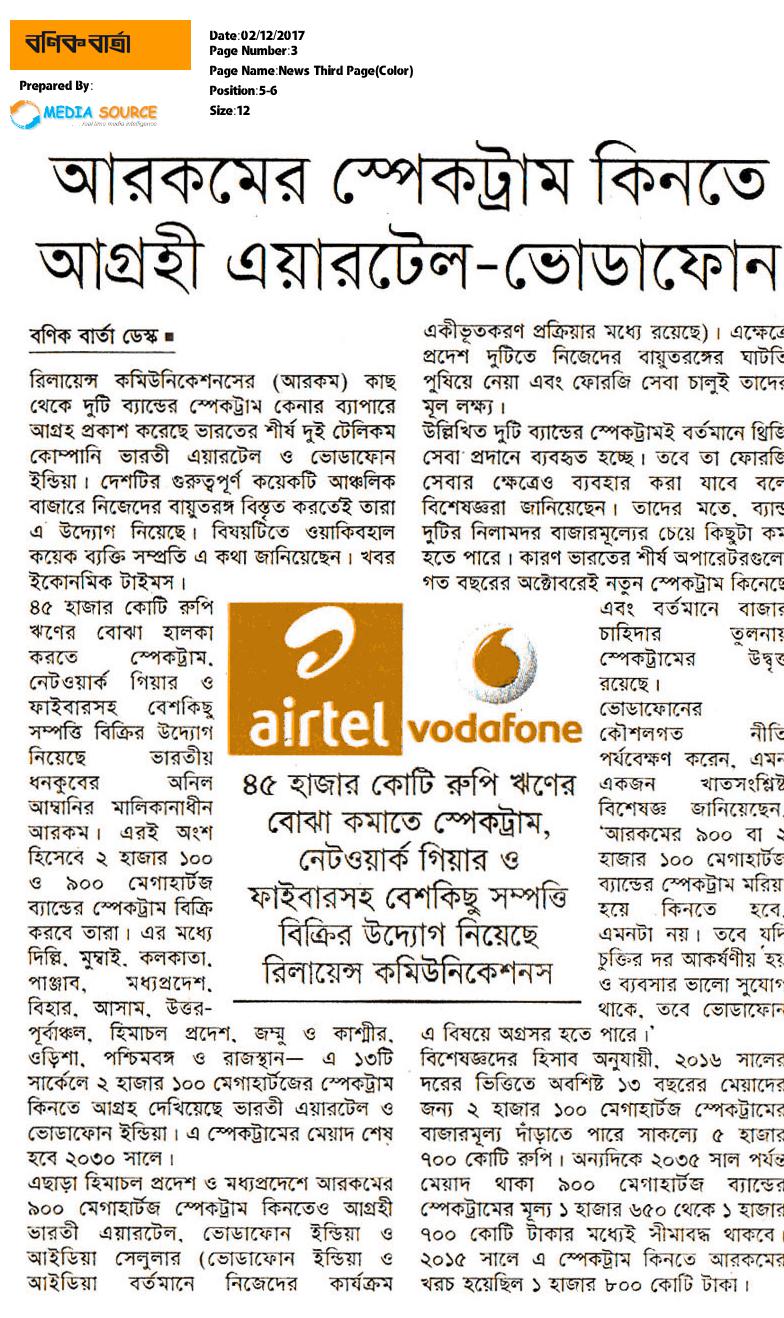 বণিক বার্তা
Prepared By:
MEDIA SOURCE
real time media intelligence
Date:02/12/2017
Page Number:3
Page Name:News Third Page(Color)
Position:5-6
Size:12
আরকমের স্পেকট্রাম কিনতে
আগ্রহী এয়ারটেল-ভোডাফোন
বণিক বার্তা ডেস্ক ■
রিলায়েন্স কমিউনিকেশনসের (আরকম) কাছ
থেকে দুটি ব্যান্ডের স্পেকট্রাম কেনার ব্যাপারে
আগ্রহ প্রকাশ করেছে ভারতের শীর্ষ দুই টেলিকম
কোম্পানি ভারতী এয়ারটেল ও ভোডাফোন
ইন্ডিয়া। দেশটির গুরুত্বপূর্ণ কয়েকটি আঞ্চলিক
বাজারে নিজেদের বায়ুতরঙ্গ বিস্তৃত করতেই তারা
এ উদ্যোগ নিয়েছে। বিষয়টিতে ওয়াকিবহাল
কয়েক ব্যক্তি সম্প্রতি এ কথা জানিয়েছেন। খবর
ইকোনমিক টাইমস।
৪৫ হাজার কোটি রুপি
ঋণের বোঝা হালকা
করতে স্পেকট্রাম,
নেটওয়ার্ক গিয়ার ও
ফাইবারসহ বেশকিছু
সম্পত্তি বিক্রির উদ্যোগ
নিয়েছে ভারতীয়
ধনকুবের অনিল
আম্বানির মালিকানাধীন
আরকম। এরই অংশ
হিসেবে ২ হাজার ১০০
ও ৯০০ মেগাহার্টজ
ব্যান্ডের স্পেকট্রাম বিক্রি
করবে তারা। এর মধ্যে
দিল্লি, মুম্বাই, কলকাতা,
পাঞ্জাব, মধ্যপ্রদেশ,
বিহার, আসাম, উত্তর-
পূর্বাঞ্চল, হিমাচল প্রদেশ, জম্মু ও কাশ্মীর,
ওড়িশা, পশ্চিমবঙ্গ ও রাজস্থান— এ ১৩টি
সার্কেলে ২ হাজার ১০০ মেগাহার্টজের স্পেকট্রাম
কিনতে আগ্রহ দেখিয়েছে ভারতী এয়ারটেল ও
ভোডাফোন ইন্ডিয়া। এ স্পেকট্রামের মেয়াদ শেষ
হবে ২০৩০ সালে।
এছাড়া হিমাচল প্রদেশ ও মধ্যপ্রদেশে আরকমের
৯০০ মেগাহার্টজ স্পেকট্রাম কিনতেও আগ্রহী
ভারতী এয়ারটেল, ভোডাফোন ইন্ডিয়া ও
আইডিয়া সেলুলার (ভোডাফোন ইন্ডিয়া ও
আইডিয়া বর্তমানে নিজেদের কার্যক্রম
airtel
vodafone
৪৫ হাজার কোটি রুপি ঋণের
বোঝা কমাতে স্পেকট্রাম,
নেটওয়ার্ক গিয়ার ও
ফাইবারসহ বেশকিছু সম্পত্তি
বিক্রির উদ্যোগ নিয়েছে
রিলায়েন্স কমিউনিকেশনস
একীভূতকরণ প্রক্রিয়ার মধ্যে রয়েছে)। এক্ষেত্রে
প্রদেশ দুটিতে নিজেদের বায়ুতরঙ্গের ঘাটতি
পুষিয়ে নেয়া এবং ফোরজি সেবা চালুই তাদের
মূল লক্ষ্য।
উল্লিখিত দুটি ব্যান্ডের স্পেকট্রামই বর্তমানে থ্রিজি
সেবা প্রদানে ব্যবহৃত হচ্ছে। তবে তা ফোরজি
সেবার ক্ষেত্রেও ব্যবহার করা যাবে বলে
বিশেষজ্ঞরা জানিয়েছেন। তাদের মতে, ব্যান্ড
দুটির নিলামদর বাজারমূল্যের চেয়ে কিছুটা কম
হতে পারে। কারণ ভারতের শীর্ষ অপারেটরগুলো
গত বছরের অক্টোবরেই নতুন স্পেকট্রাম কিনেছে
এবং বর্তমানে বাজার
চাহিদার তুলনায়
স্পেকট্রামের উদ্বৃত্ত
রয়েছে।
ভোডাফোনের
কৌশলগত নীতি
পর্যবেক্ষণ করেন, এমন
একজন খাতসংশ্লিষ্ট
বিশেষজ্ঞ জানিয়েছেন,
‘আরকমের ৯০০ বা ২
হাজার ১০০ মেগাহার্টজ
ব্যান্ডের স্পেকট্রাম মরিয়া
হয়ে কিনতে হবে,
এমনটা নয়। তবে যদি
চুক্তির দর আকর্ষণীয় হয়
ও ব্যবসার ভালো সুযোগ
থাকে, তবে ভোডাফোন
এ বিষয়ে অগ্রসর হতে পারে।’
বিশেষজ্ঞদের হিসাব অনুযায়ী, ২০১৬ সালের
দরের ভিত্তিতে অবশিষ্ট ১৩ বছরের মেয়াদের
জন্য ২ হাজার ১০০ মেগাহার্টজ স্পেকট্রামের
বাজারমূল্য দাঁড়াতে পারে সাকল্যে ৫ হাজার
৭০০ কোটি রুপি। অন্যদিকে ২০৩৫ সাল পর্যন্ত
মেয়াদ থাকা ৯০০ মেগাহার্টজ ব্যান্ডের
স্পেকট্রামের মূল্য ১ হাজার ৬৫০ থেকে ১ হাজার
৭০০ কোটি টাকার মধ্যেই সীমাবদ্ধ থাকবে।
২০১৫ সালে এ স্পেকট্রাম কিনতে আরকমের
খরচ হয়েছিল ১ হাজার ৮০০ কোটি টাকা।